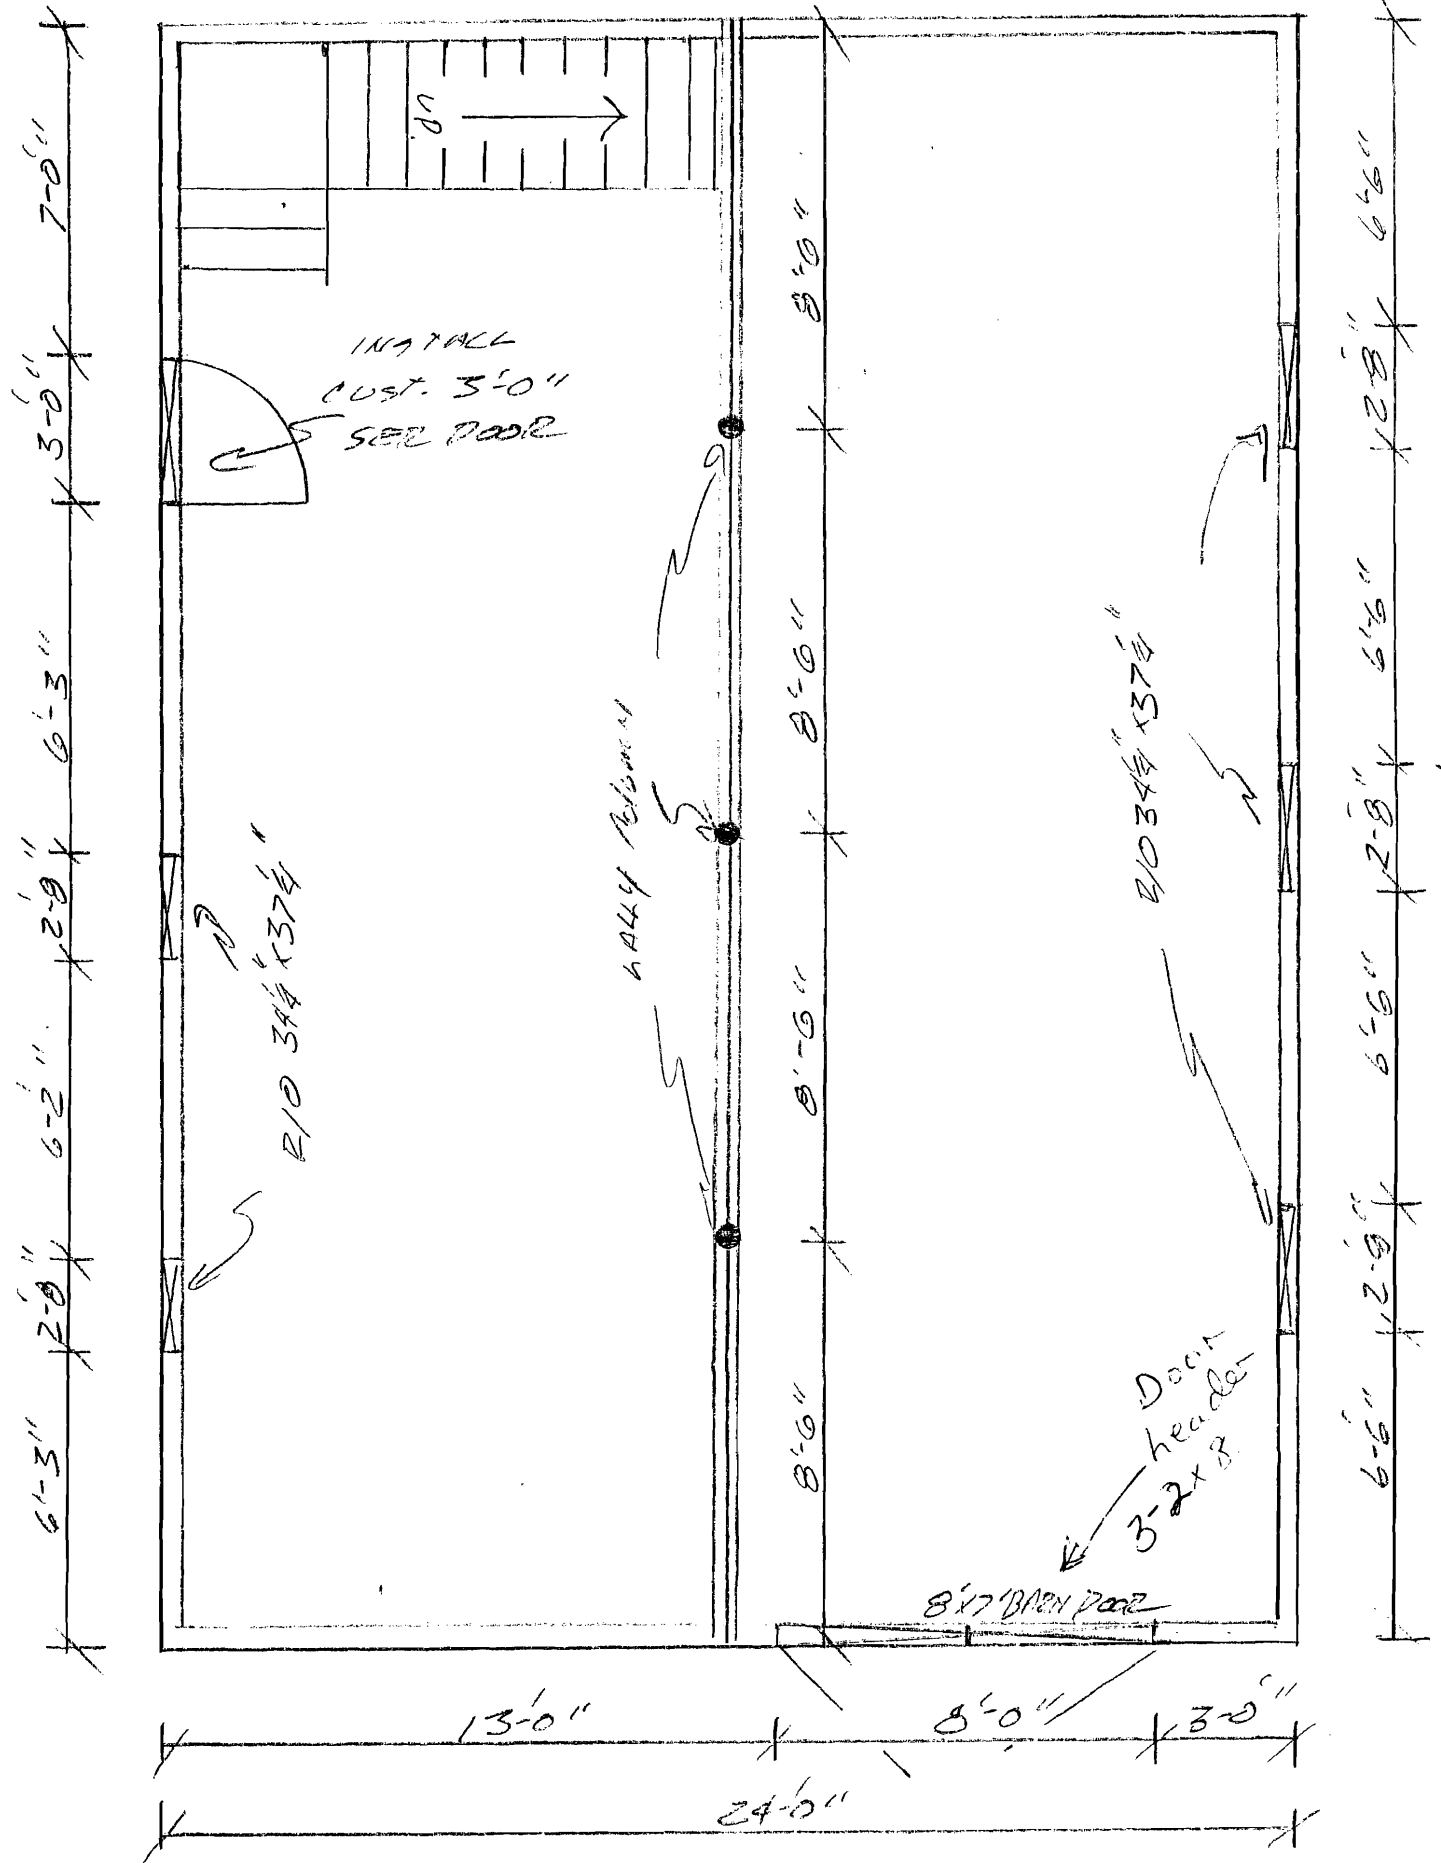 UP.
INSTALL
CUST. 3'-0"
SER DOOR
7'-0"
3'-0"
6'-3"
2'-8"
6'-2"
2'-8"
6'-3"
R/O 34¼" x 37¼"
LALLY Column
8'-6"
8'-6"
8'-6"
8'-6"
R/O 34¼" x 37¼"
6'-6"
2'-8"
6'-6"
2'-8"
6'-6"
2'-8"
6'-6"
Door
header
3-2x8
8'x7' BARN DOOR
13'-0"
8'-0"
3'-0"
24'-0"